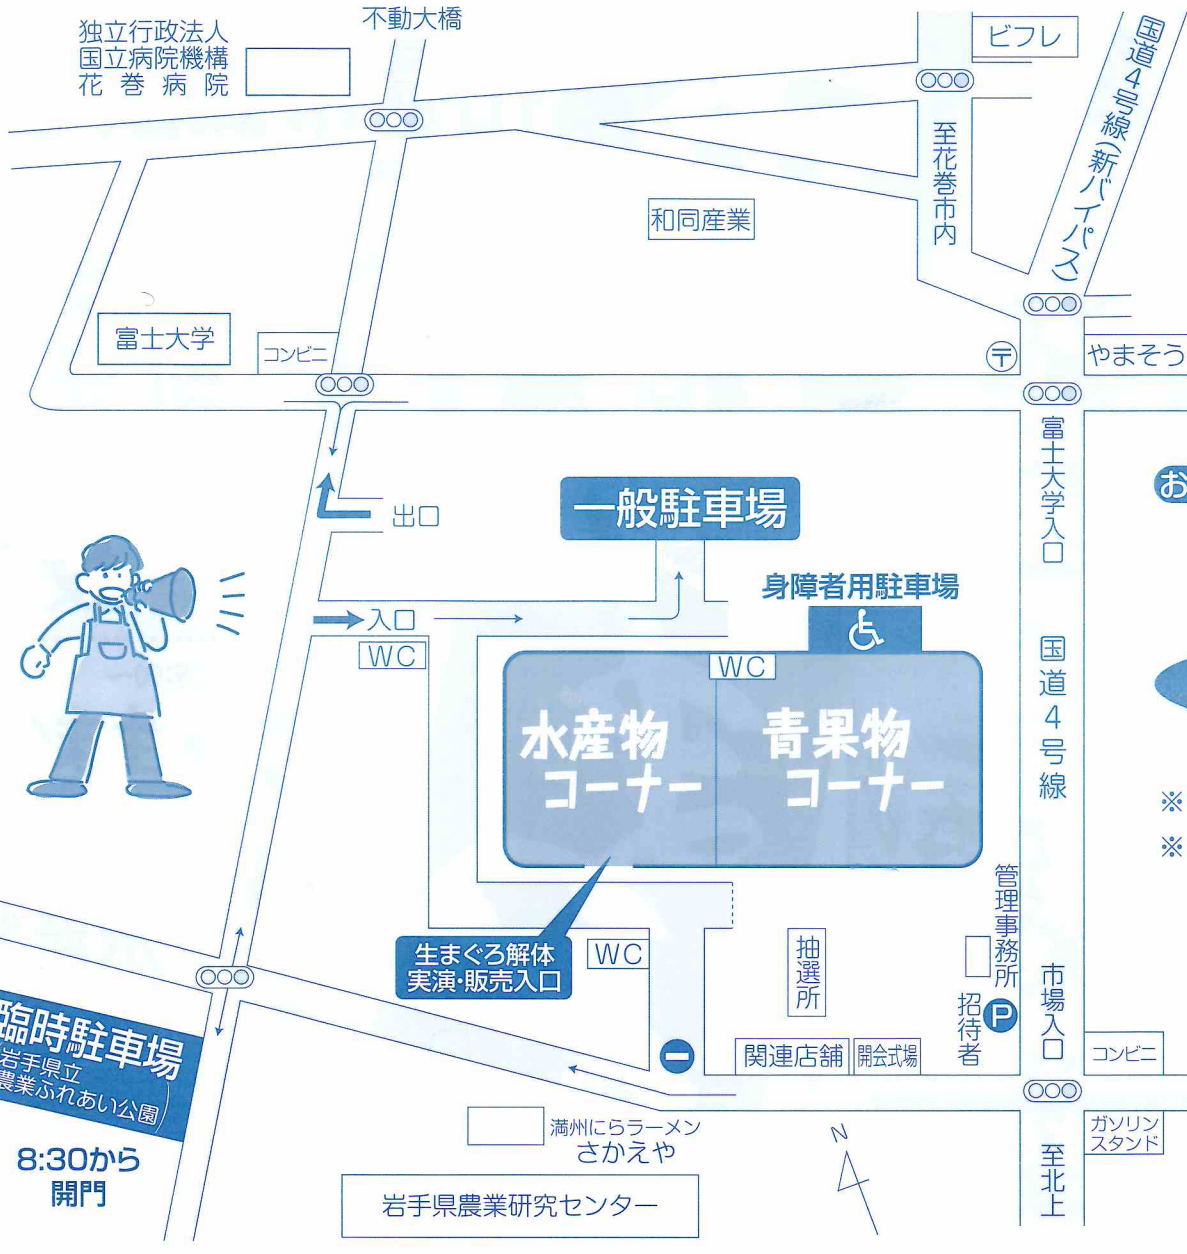 不動大橋
独立行政法人
国立病院機構
花巻病院
ビフレ
国道4号線(新バイパス)
至花巻市内
和同産業
富士大学
コンビニ
〒
やまそう
富士大学入口
一般駐車場
お
出口
身障者用駐車場
入口
WC
WC
国道4号線
水産物
コーナー
青果物
コーナー
※
※
管理事務所
生まぐろ解体
実演・販売入口
WC
抽選所
市場入口
招待者
P
臨時駐車場
(岩手県立
農業ふれあい公園)
8:30から
開門
関連店舗
開会式場
コンビニ
満州にらラーメン
さかえや
N
ガソリン
スタンド
至北上
岩手県農業研究センター